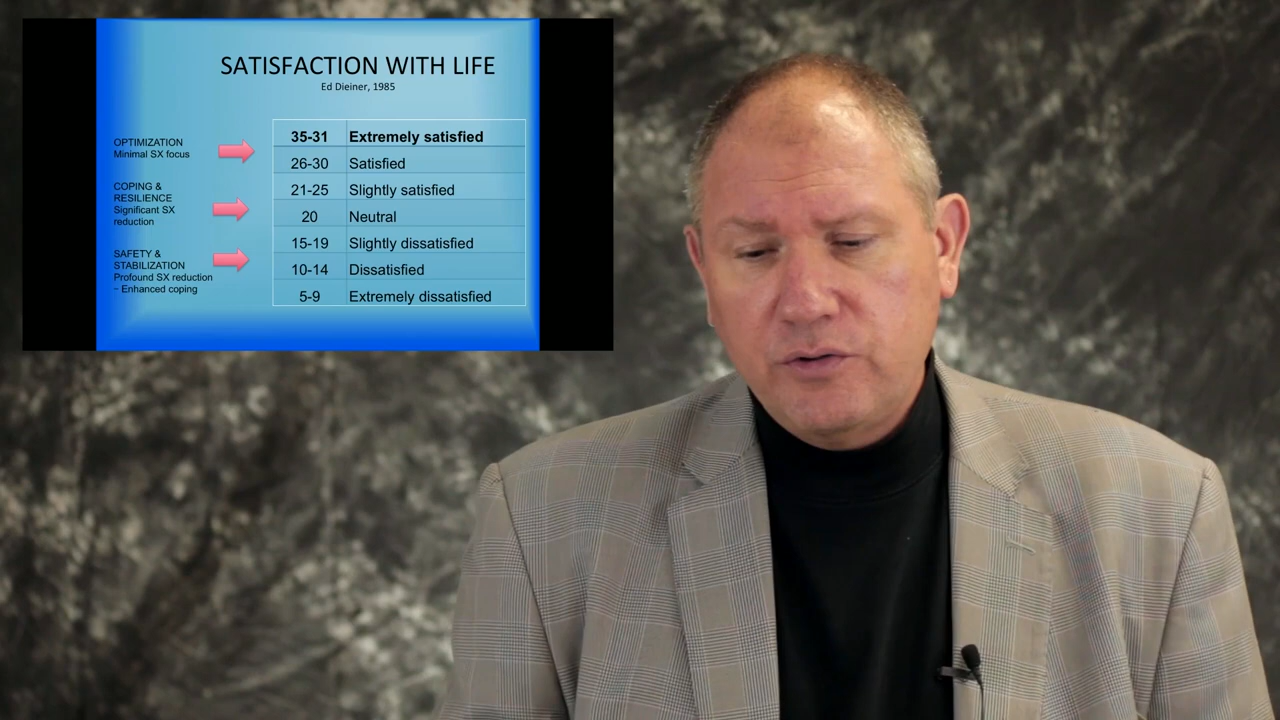 SATISFACTION WITH LIFE
Ed Dieiner, 1985
OPTIMIZATION
Minimal SX focus
COPING &
RESILIENCE
Significant SX
reduction
SAFETY &
STABILIZATION
Profound SX reduction
– Enhanced coping
35-31 Extremely satisfied
26-30 Satisfied
21-25 Slightly satisfied
20 Neutral
15-19 Slightly dissatisfied
10-14 Dissatisfied
5-9 Extremely dissatisfied